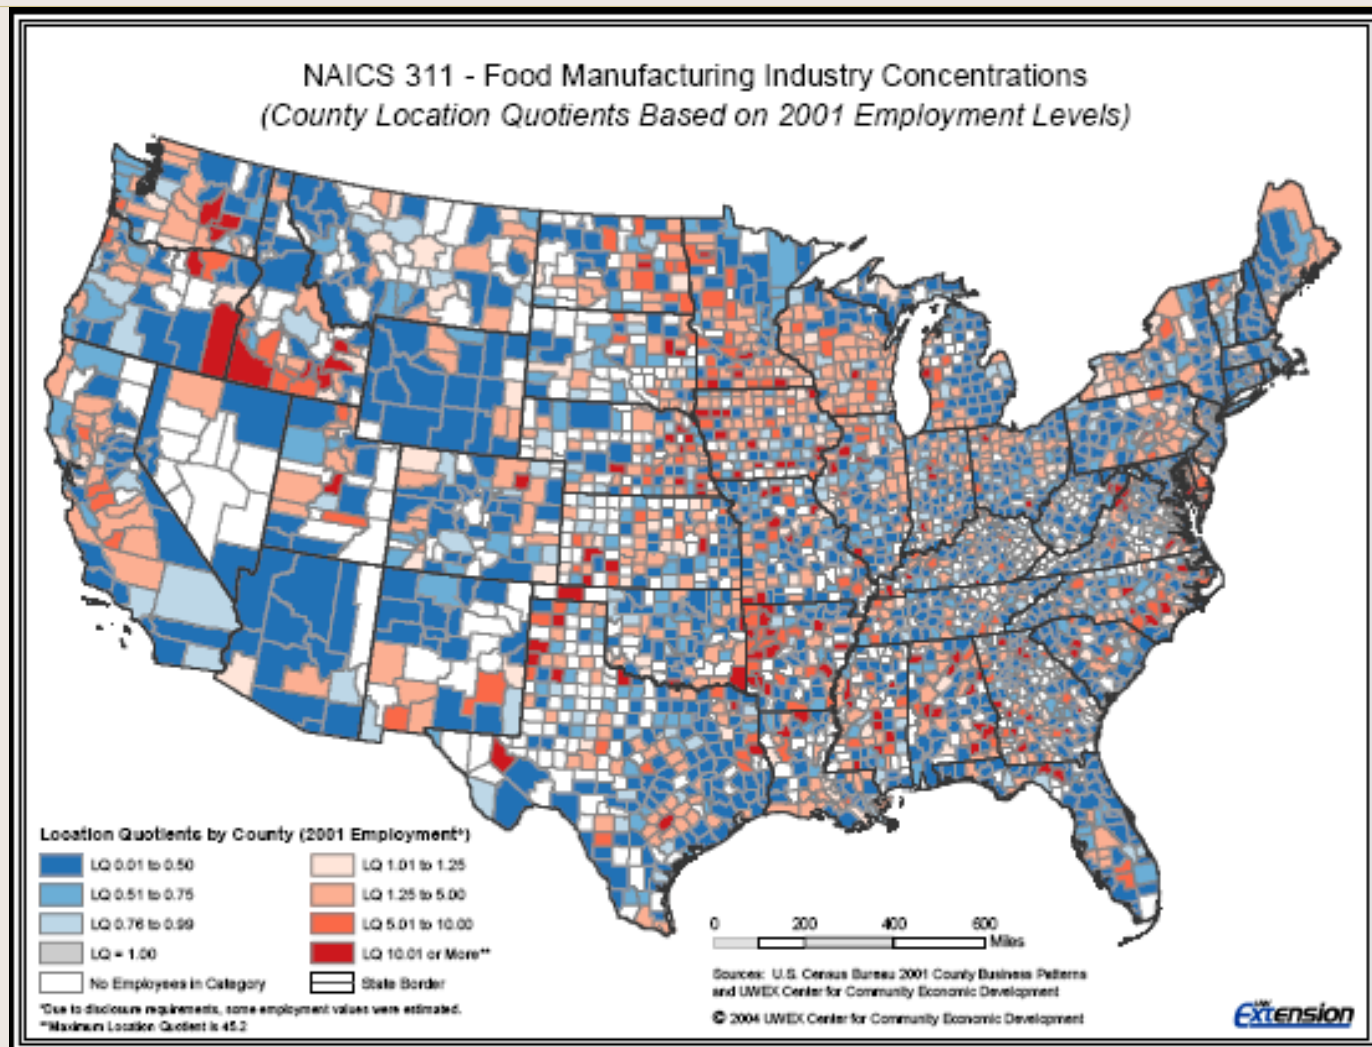 NAICS 311 - Food Manufacturing Industry Concentrations
(County Location Quotients Based on 2001 Employment Levels)
Location Quotients by County (2001 Employment*)
LQ 0.01 to 0.50
LQ 0.51 to 0.75
LQ 0.76 to 0.99
LQ = 1.00
No Employees in Category
LQ 1.01 to 1.25
LQ 1.25 to 5.00
LQ 5.01 to 10.00
LQ 10.01 or More**
State Border
*Due to disclosure requirements, some employment values were estimated.
**Maximum Location Quotient is 45.2
0 200 400 600
Miles
Sources: U.S. Census Bureau 2001 County Business Patterns
and UWEX Center for Community Economic Development
© 2004 UWEX Center for Community Economic Development
UW
Extension